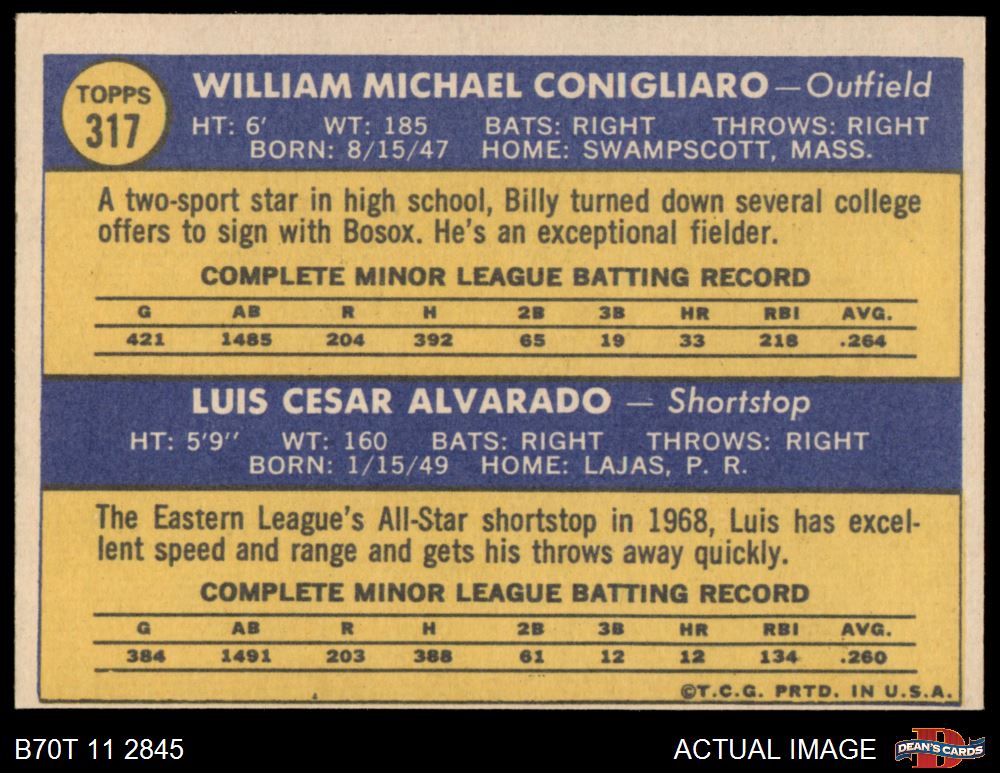 TOPPS
317
WILLIAM MICHAEL CONIGLIARO — Outfield
HT: 6' WT: 185 BATS: RIGHT THROWS: RIGHT
BORN: 8/15/47 HOME: SWAMPSCOTT, MASS.
A two-sport star in high school, Billy turned down several college
offers to sign with Bosox. He's an exceptional fielder.
COMPLETE MINOR LEAGUE BATTING RECORD
G AB R H 2B 3B HR RBI AVG.
421 1485 204 392 65 19 33 218 .264
LUIS CESAR ALVARADO — Shortstop
HT: 5'9" WT: 160 BATS: RIGHT THROWS: RIGHT
BORN: 1/15/49 HOME: LAJAS, P. R.
The Eastern League's All-Star shortstop in 1968, Luis has excel-
lent speed and range and gets his throws away quickly.
COMPLETE MINOR LEAGUE BATTING RECORD
G AB R H 2B 3B HR RBI AVG.
384 1491 203 388 61 12 12 134 .260
©T.C.G. PRTD. IN U.S.A.
B70T 11 2845
ACTUAL IMAGE
DEAN'S CARDS